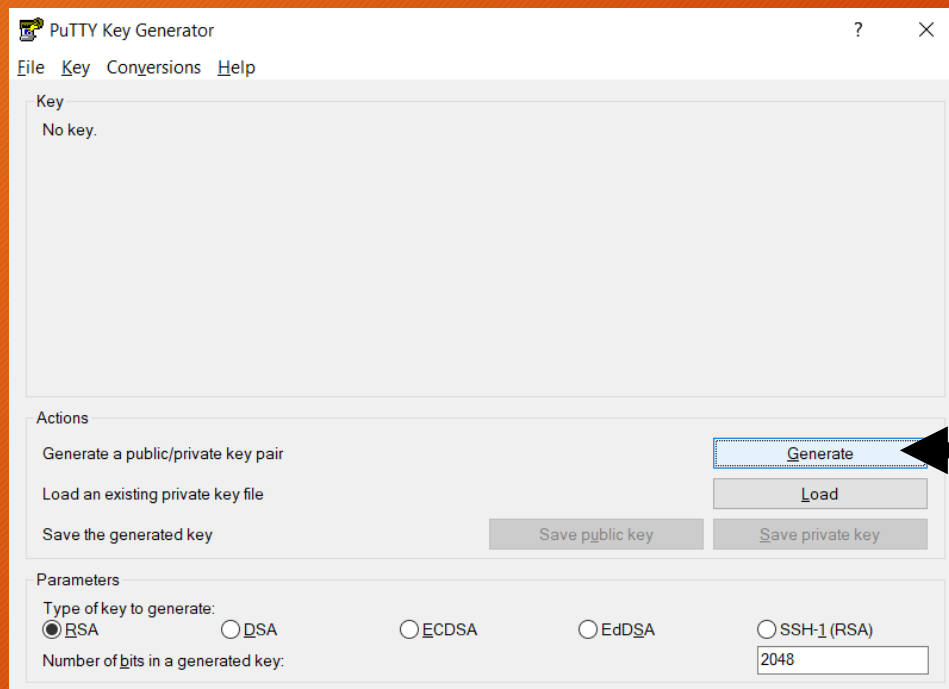 PuTTY Key Generator ?
File Key Conversions Help
Key
No key.
Actions
Generate a public/private key pair Generate
Load an existing private key file Load
Save the generated key Save public key Save private key
Parameters
Type of key to generate:
RSA DSA ECDSA EdDSA SSH-1 (RSA)
Number of bits in a generated key: 2048